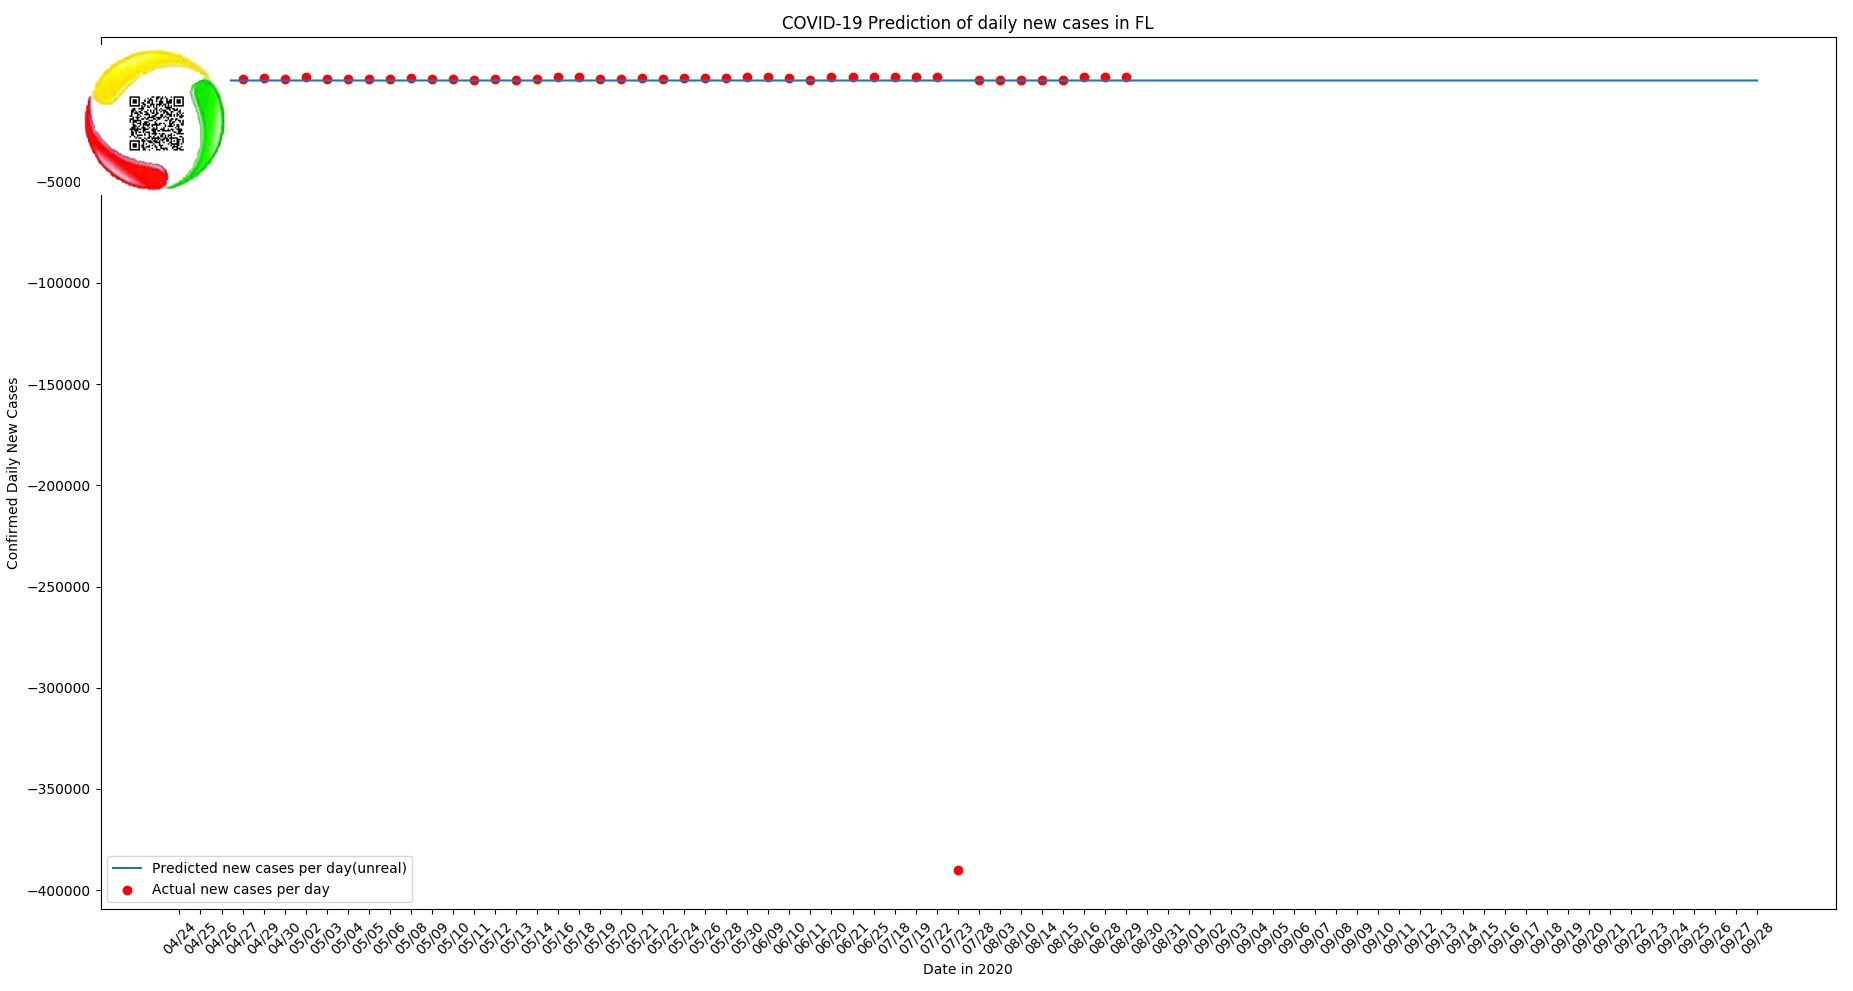 COVID-19 Prediction of daily new cases in FL
−5000
−100000
−150000
−200000
−250000
−300000
−350000
−400000
Confirmed Daily New Cases
Predicted new cases per day(unreal)
Actual new cases per day
04/24 04/25 04/26 04/27 04/29 04/30 05/02 05/03 05/04 05/05 05/06 05/08 05/09 05/10 05/11 05/12 05/13 05/14 05/16 05/18 05/19 05/20 05/21 05/22 05/24 05/26 05/28 05/30 06/09 06/10 06/11 06/20 06/21 06/25 07/18 07/19 07/22 07/23 07/28 08/03 08/10 08/14 08/15 08/16 08/28 08/29 08/30 08/31 09/01 09/02 09/03 09/04 09/05 09/06 09/07 09/08 09/09 09/10 09/11 09/12 09/13 09/14 09/15 09/16 09/17 09/18 09/19 09/20 09/21 09/22 09/23 09/24 09/25 09/26 09/27 09/28
Date in 2020